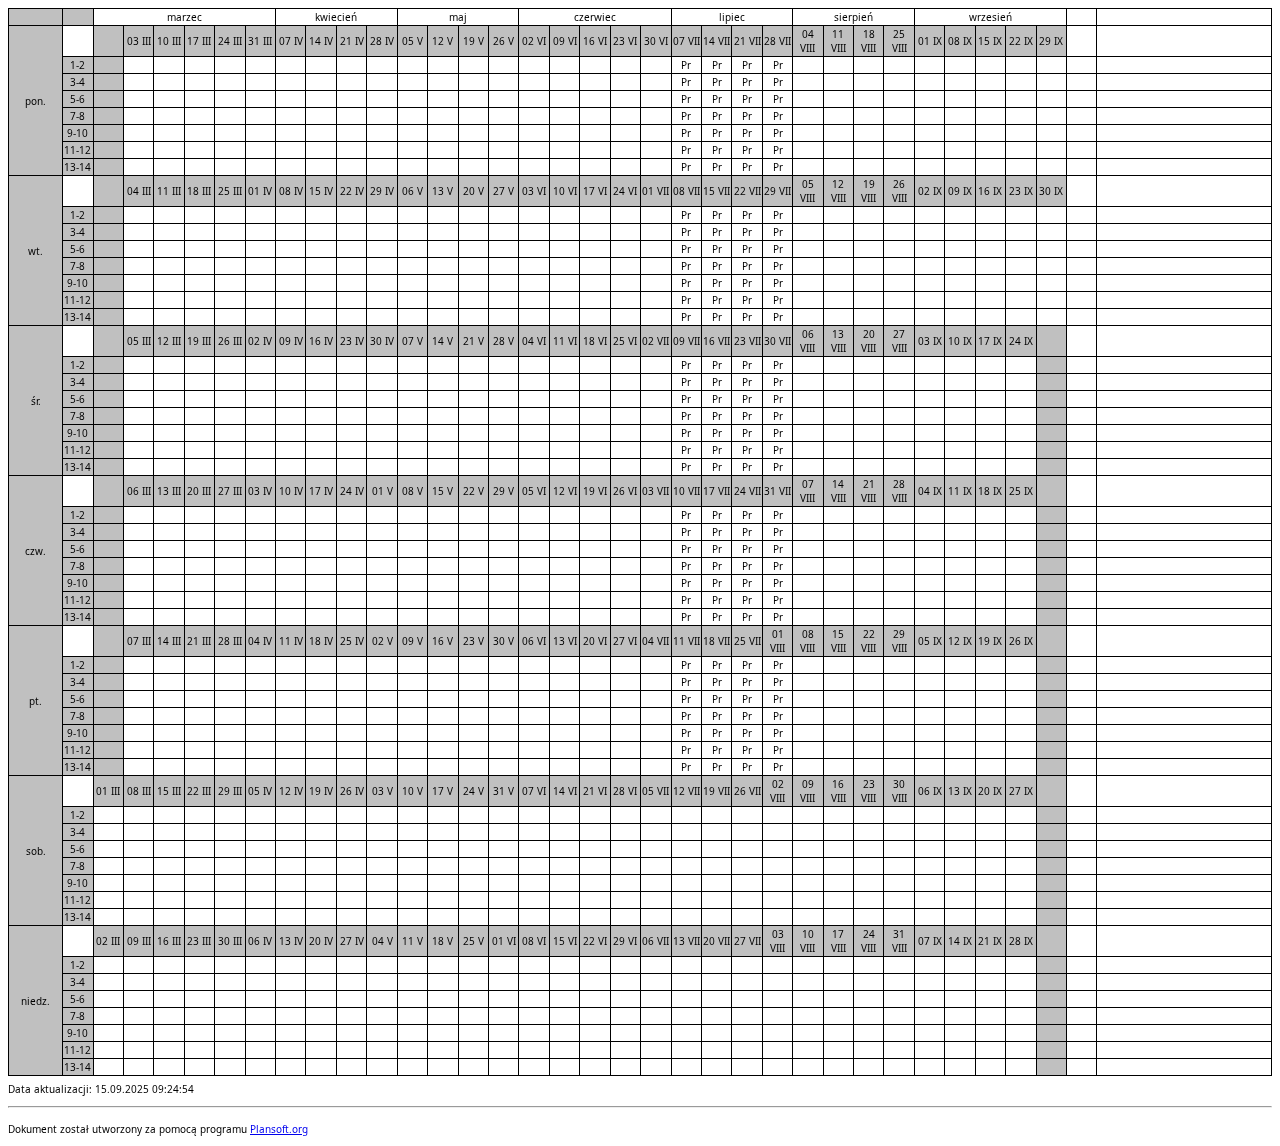 marzec kwiecień maj czerwiec lipiec sierpień wrzesień
pon. 03 III 10 III 17 III 24 III 31 III 07 IV 14 IV 21 IV 28 IV 05 V 12 V 19 V 26 V 02 VI 09 VI 16 VI 23 VI 30 VI 07 VII 14 VII 21 VII 28 VII 04 VIII 11 VIII 18 VIII 25 VIII 01 IX 08 IX 15 IX 22 IX 29 IX
1-2 Pr Pr Pr Pr
3-4 Pr Pr Pr Pr
5-6 Pr Pr Pr Pr
7-8 Pr Pr Pr Pr
9-10 Pr Pr Pr Pr
11-12 Pr Pr Pr Pr
13-14 Pr Pr Pr Pr
wt. 04 III 11 III 18 III 25 III 01 IV 08 IV 15 IV 22 IV 29 IV 06 V 13 V 20 V 27 V 03 VI 10 VI 17 VI 24 VI 01 VII 08 VII 15 VII 22 VII 29 VII 05 VIII 12 VIII 19 VIII 26 VIII 02 IX 09 IX 16 IX 23 IX 30 IX
1-2 Pr Pr Pr Pr
3-4 Pr Pr Pr Pr
5-6 Pr Pr Pr Pr
7-8 Pr Pr Pr Pr
9-10 Pr Pr Pr Pr
11-12 Pr Pr Pr Pr
13-14 Pr Pr Pr Pr
śr. 05 III 12 III 19 III 26 III 02 IV 09 IV 16 IV 23 IV 30 IV 07 V 14 V 21 V 28 V 04 VI 11 VI 18 VI 25 VI 02 VII 09 VII 16 VII 23 VII 30 VII 06 VIII 13 VIII 20 VIII 27 VIII 03 IX 10 IX 17 IX 24 IX
1-2 Pr Pr Pr Pr
3-4 Pr Pr Pr Pr
5-6 Pr Pr Pr Pr
7-8 Pr Pr Pr Pr
9-10 Pr Pr Pr Pr
11-12 Pr Pr Pr Pr
13-14 Pr Pr Pr Pr
czw. 06 III 13 III 20 III 27 III 03 IV 10 IV 17 IV 24 IV 01 V 08 V 15 V 22 V 29 V 05 VI 12 VI 19 VI 26 VI 03 VII 10 VII 17 VII 24 VII 31 VII 07 VIII 14 VIII 21 VIII 28 VIII 04 IX 11 IX 18 IX 25 IX
1-2 Pr Pr Pr Pr
3-4 Pr Pr Pr Pr
5-6 Pr Pr Pr Pr
7-8 Pr Pr Pr Pr
9-10 Pr Pr Pr Pr
11-12 Pr Pr Pr Pr
13-14 Pr Pr Pr Pr
pt. 07 III 14 III 21 III 28 III 04 IV 11 IV 18 IV 25 IV 02 V 09 V 16 V 23 V 30 V 06 VI 13 VI 20 VI 27 VI 04 VII 11 VII 18 VII 25 VII 01 VIII 08 VIII 15 VIII 22 VIII 29 VIII 05 IX 12 IX 19 IX 26 IX
1-2 Pr Pr Pr Pr
3-4 Pr Pr Pr Pr
5-6 Pr Pr Pr Pr
7-8 Pr Pr Pr Pr
9-10 Pr Pr Pr Pr
11-12 Pr Pr Pr Pr
13-14 Pr Pr Pr Pr
sob. 01 III 08 III 15 III 22 III 29 III 05 IV 12 IV 19 IV 26 IV 03 V 10 V 17 V 24 V 31 V 07 VI 14 VI 21 VI 28 VI 05 VII 12 VII 19 VII 26 VII 02 VIII 09 VIII 16 VIII 23 VIII 30 VIII 06 IX 13 IX 20 IX 27 IX
1-2
3-4
5-6
7-8
9-10
11-12
13-14
niedz. 02 III 09 III 16 III 23 III 30 III 06 IV 13 IV 20 IV 27 IV 04 V 11 V 18 V 25 V 01 VI 08 VI 15 VI 22 VI 29 VI 06 VII 13 VII 20 VII 27 VII 03 VIII 10 VIII 17 VIII 24 VIII 31 VIII 07 IX 14 IX 21 IX 28 IX
1-2
3-4
5-6
7-8
9-10
11-12
13-14
Data aktualizacji: 15.09.2025 09:24:54
Dokument został utworzony za pomocą programu Plansoft.org